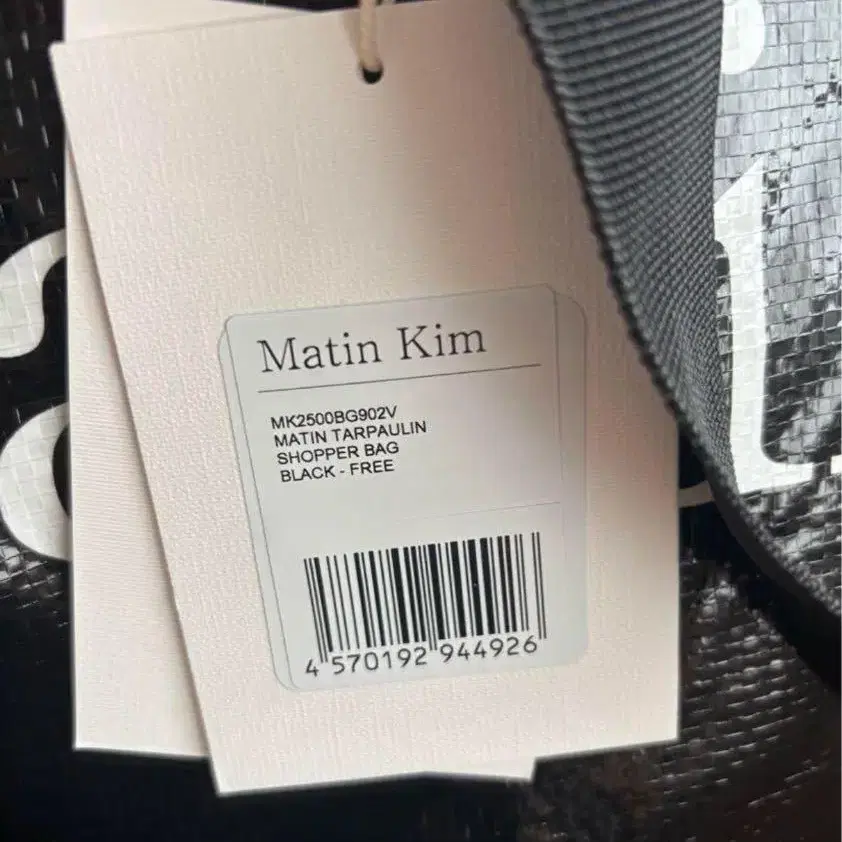 Matin Kim
MK2500BG902V
MATIN TARPAULIN
SHOPPER BAG
BLACK - FREE
4 570192 944926